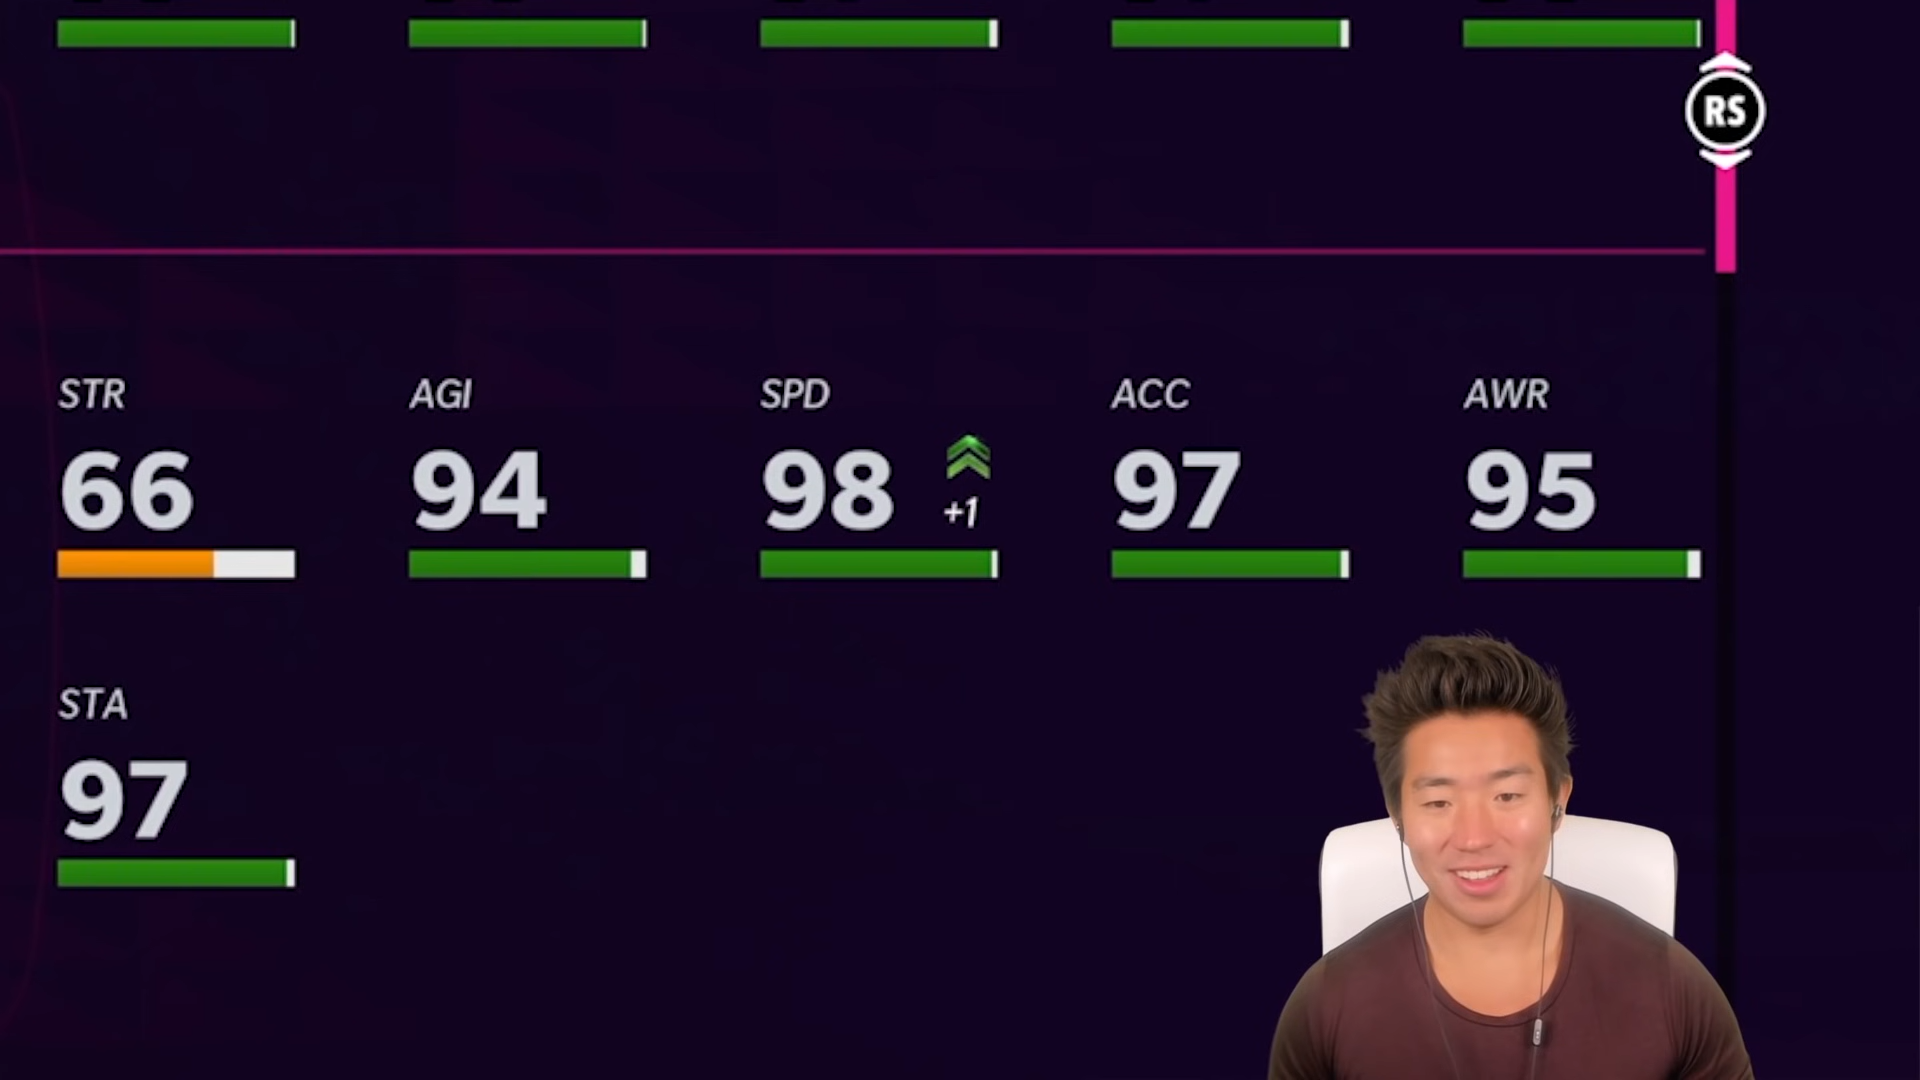 RS
STR AGI SPD ACC AWR
66 94 98 +1 97 95
STA
97